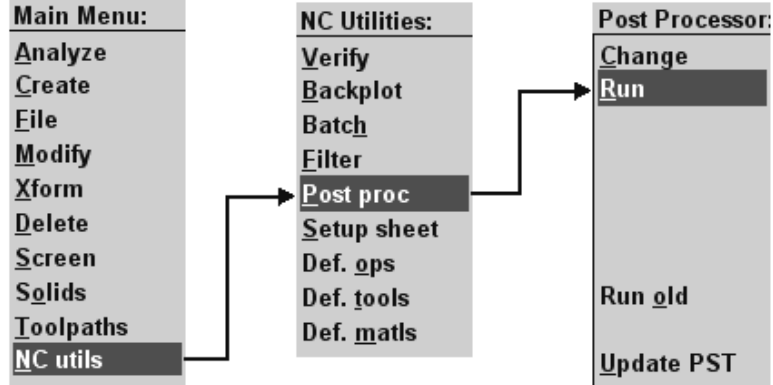 Main Menu:
Analyze
Create
File
Modify
Xform
Delete
Screen
Solids
Toolpaths
NC utils
NC Utilities:
Verify
Backplot
Batch
Filter
Post proc
Setup sheet
Def. ops
Def. tools
Def. matls
Post Processor:
Change
Run
Run old
Update PST